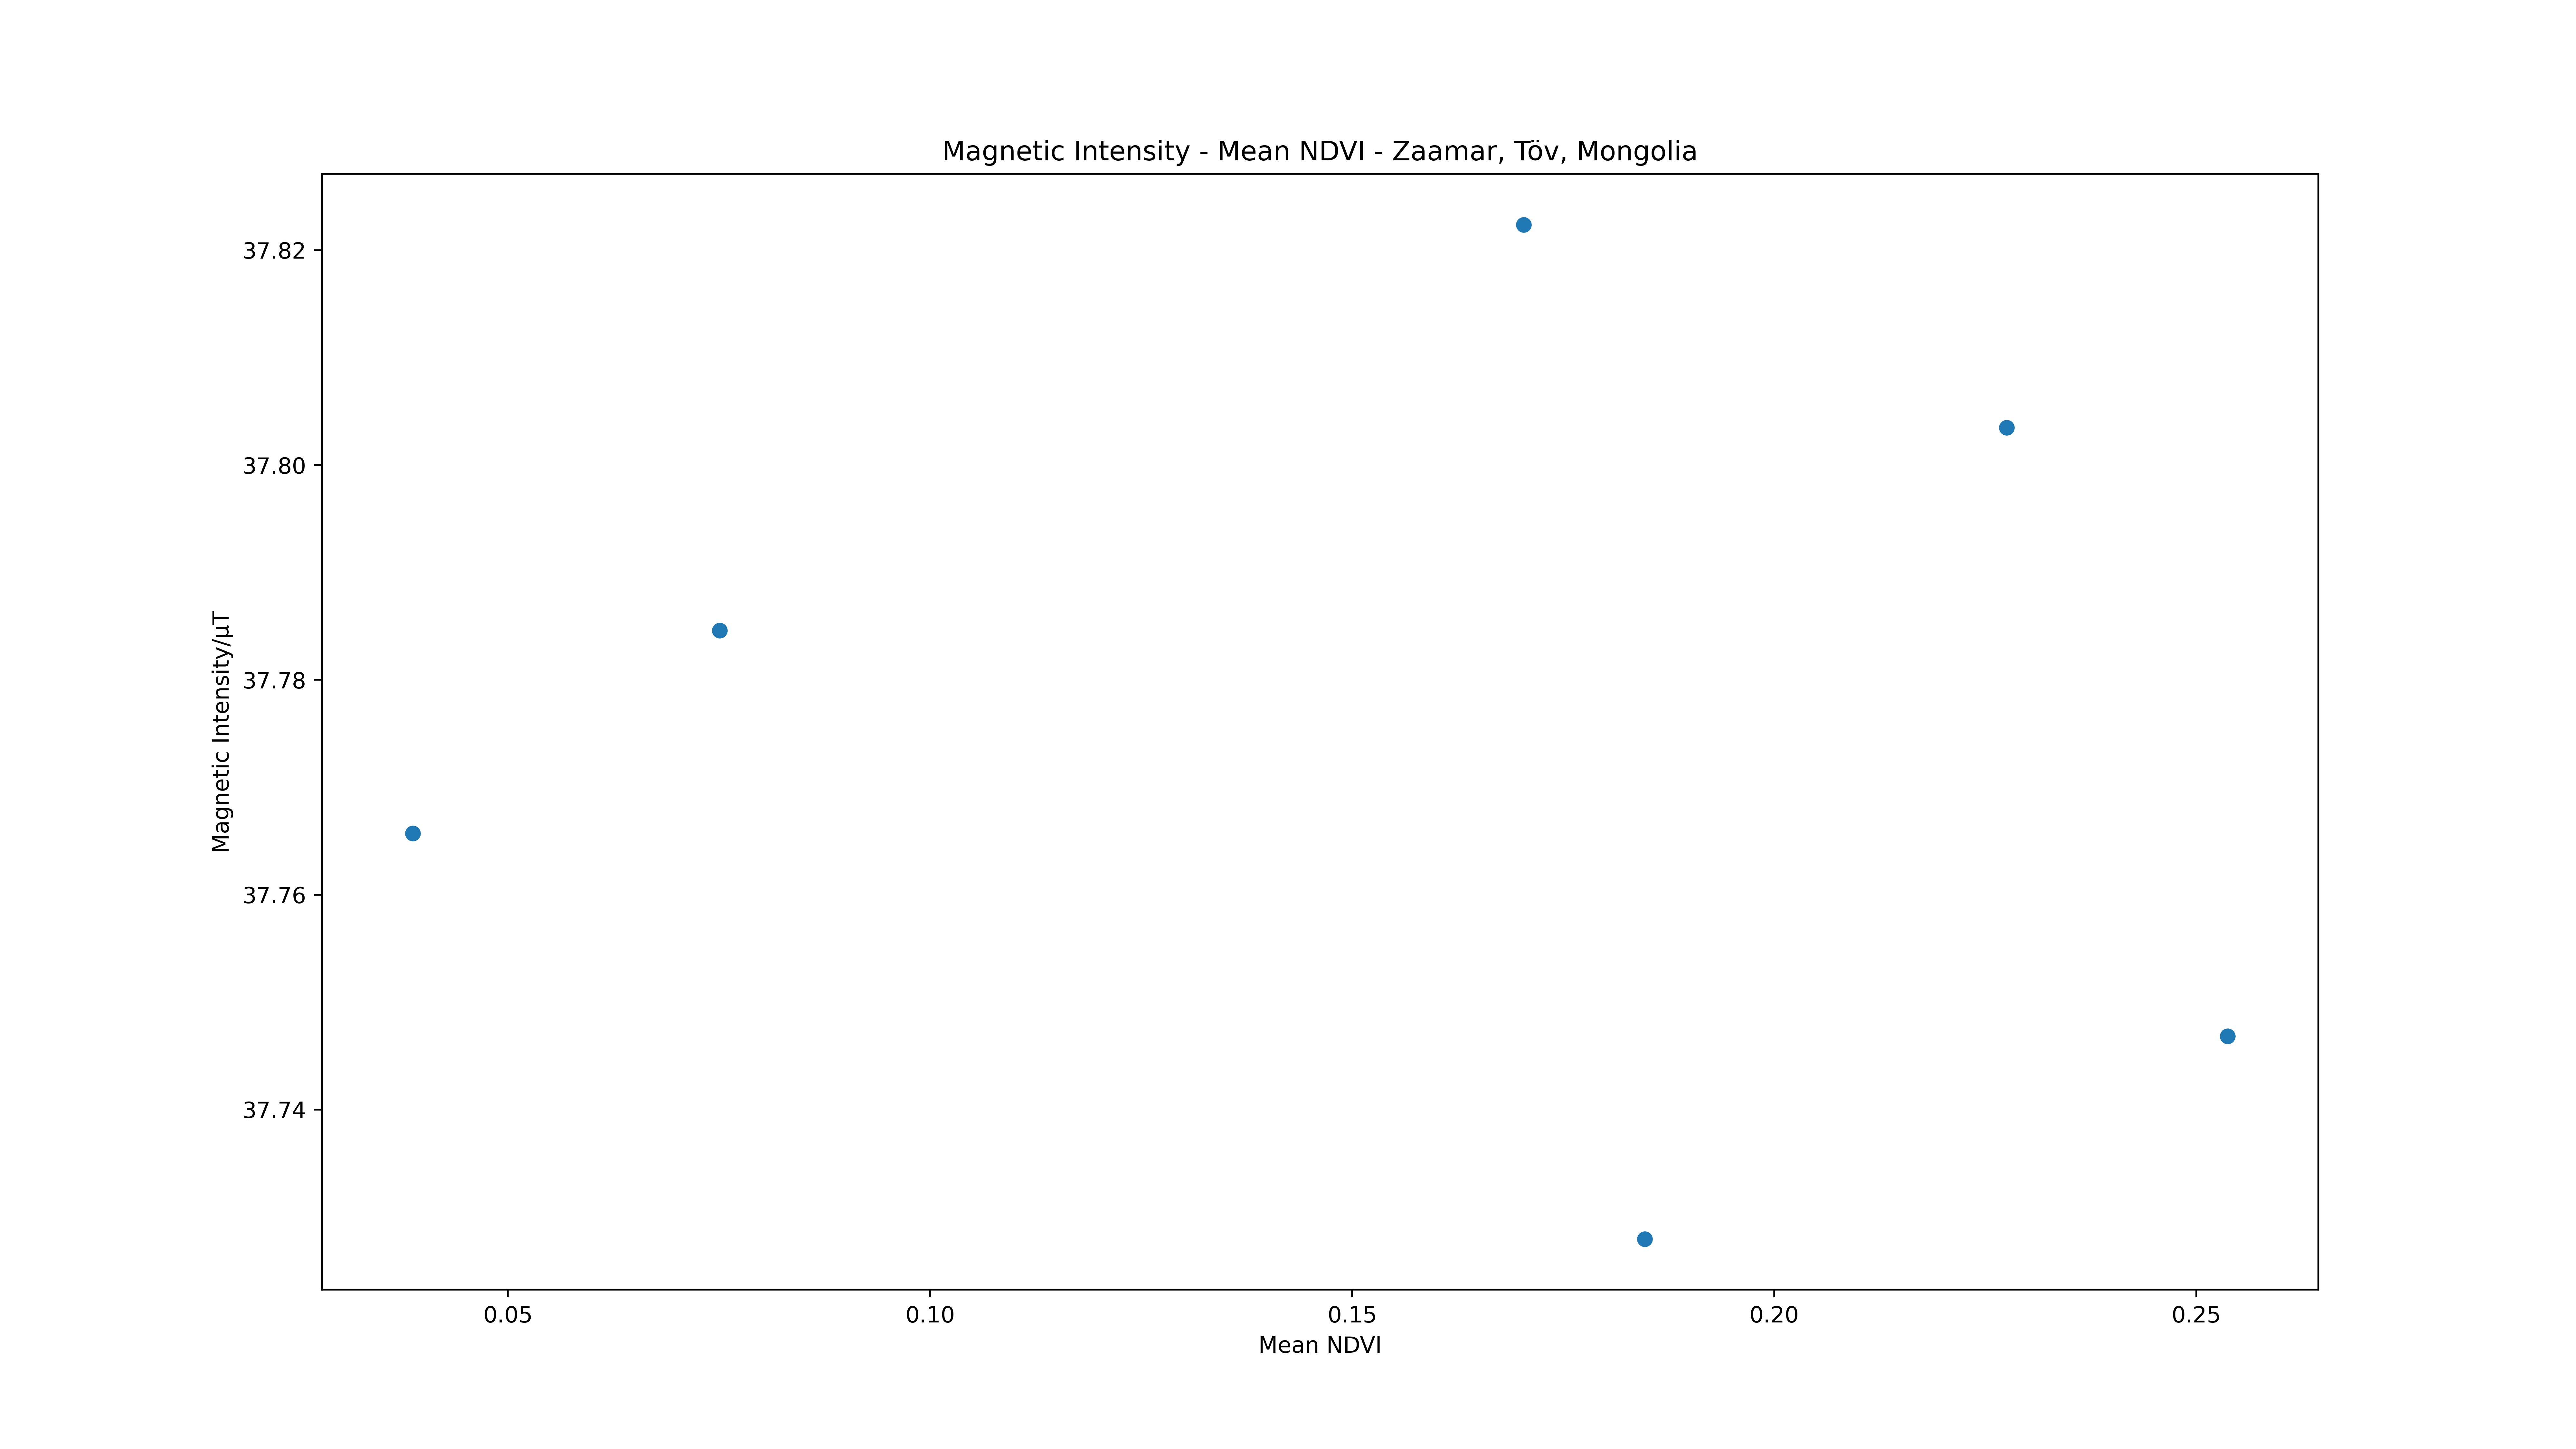 Magnetic Intensity - Mean NDVI - Zaamar, Töv, Mongolia
37.82
37.80
37.78
37.76
37.74
Magnetic Intensity/μT
0.05 0.10 0.15 0.20 0.25
Mean NDVI